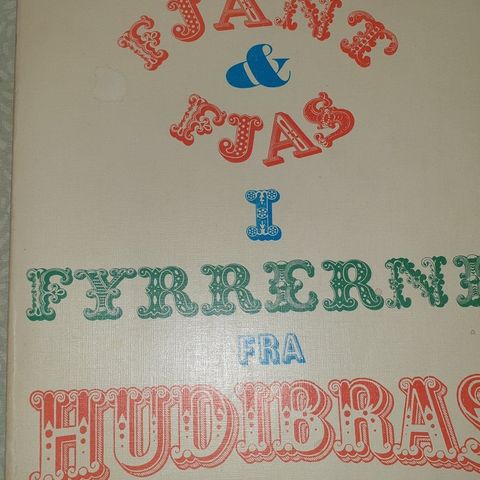 FJANT
&
FJAS
I
FYRRERNE
FRA
HUDIBRAS